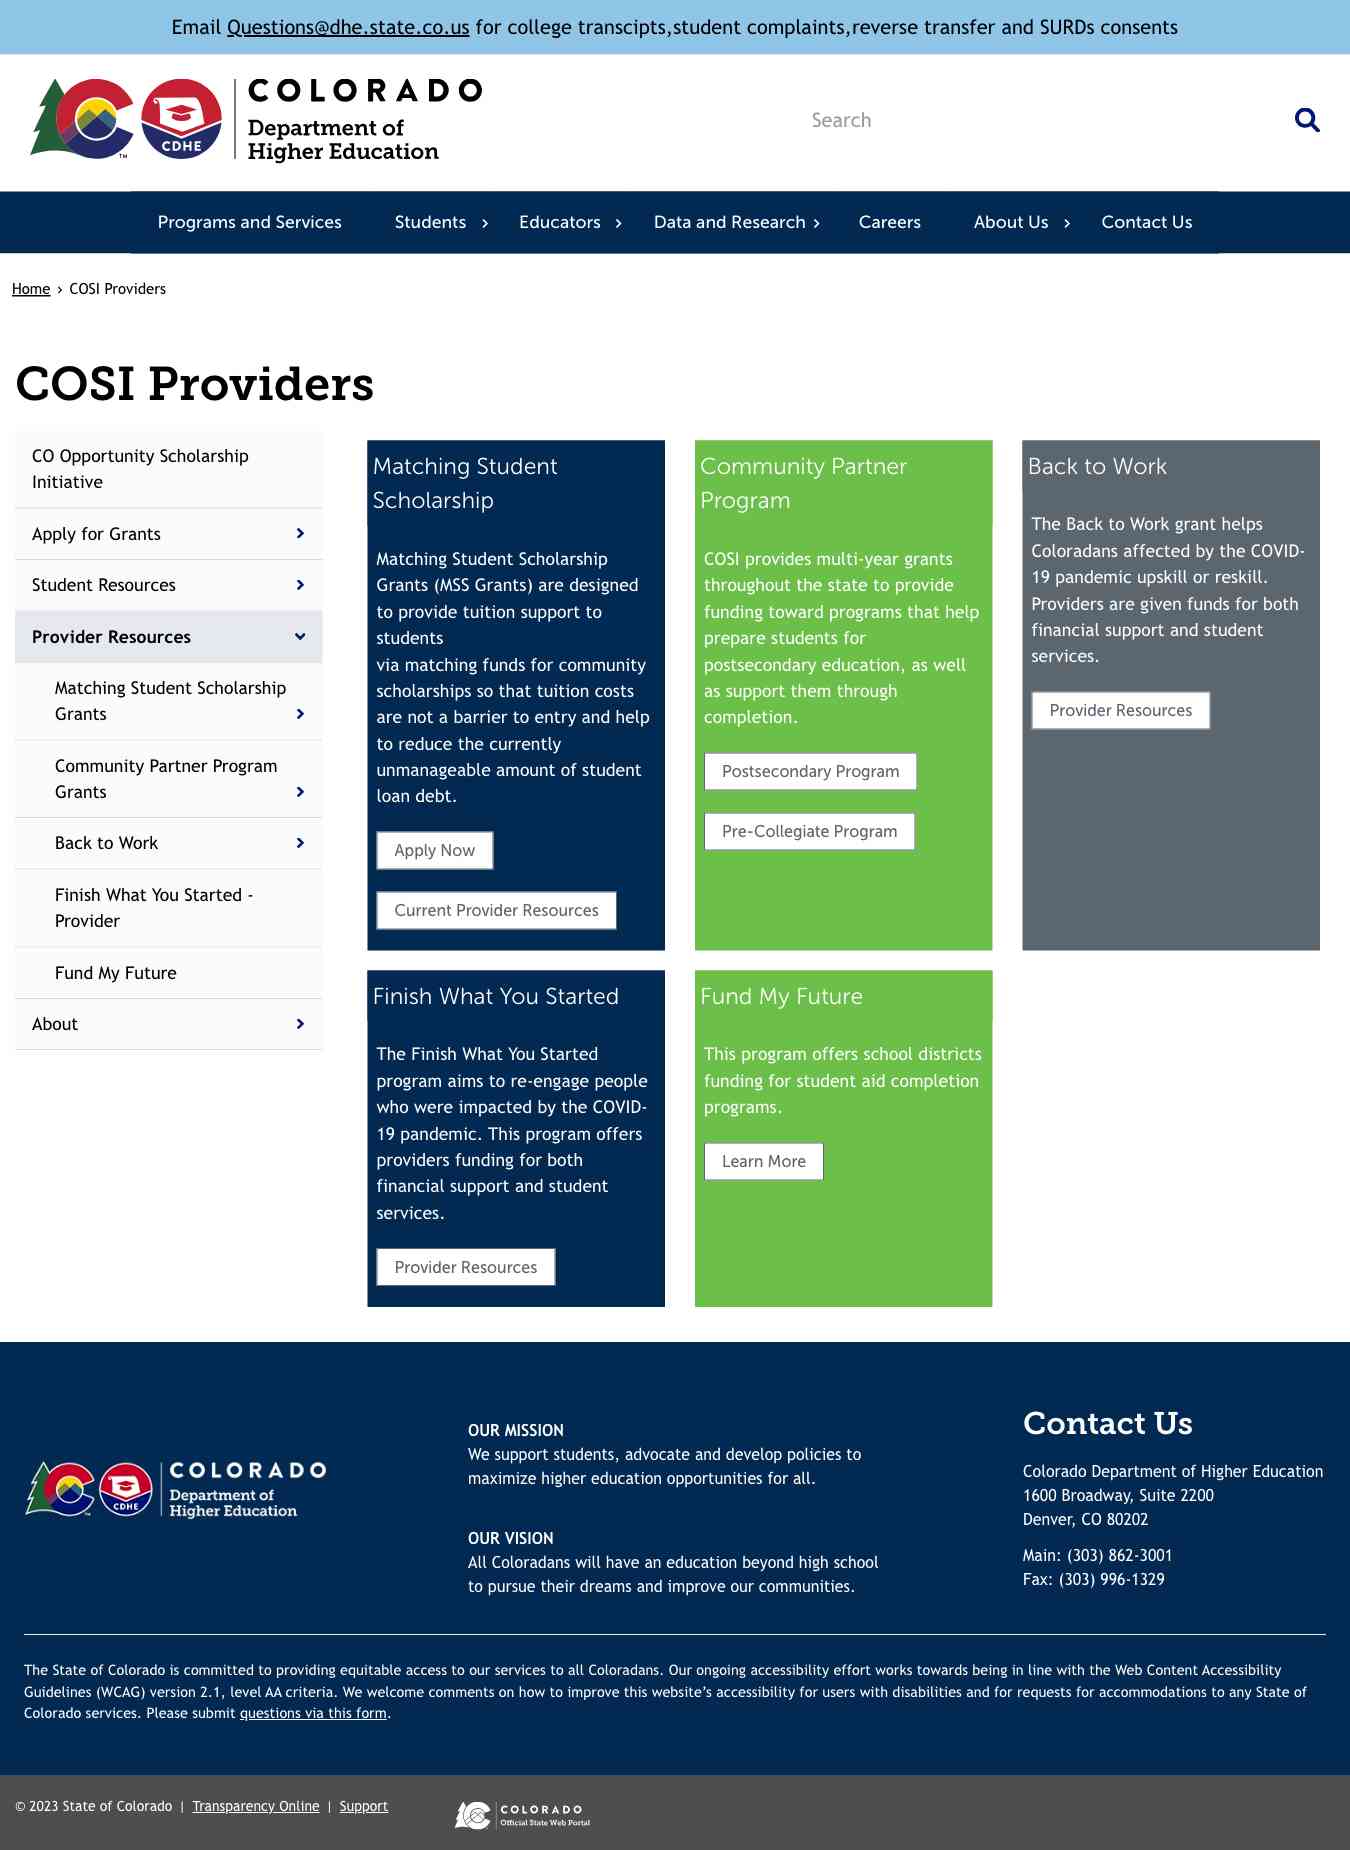 Email Questions@dhe.state.co.us for college transcipts,student complaints,reverse transfer and SURDs consents
CDHE
TM
COLORADO
Department of
Higher Education
Search
Programs and Services
Students
Educators
Data and Research
Careers
About Us
Contact Us
Home › COSI Providers
COSI Providers
CO Opportunity Scholarship
Initiative
Apply for Grants
Student Resources
Provider Resources
Matching Student Scholarship
Grants
Community Partner Program
Grants
Back to Work
Finish What You Started -
Provider
Fund My Future
About
Matching Student
Scholarship
Matching Student Scholarship
Grants (MSS Grants) are designed
to provide tuition support to
students
via matching funds for community
scholarships so that tuition costs
are not a barrier to entry and help
to reduce the currently
unmanageable amount of student
loan debt.
Apply Now
Current Provider Resources
Community Partner
Program
COSI provides multi-year grants
throughout the state to provide
funding toward programs that help
prepare students for
postsecondary education, as well
as support them through
completion.
Postsecondary Program
Pre-Collegiate Program
Back to Work
The Back to Work grant helps
Coloradans affected by the COVID-
19 pandemic upskill or reskill.
Providers are given funds for both
financial support and student
services.
Provider Resources
Finish What You Started
The Finish What You Started
program aims to re-engage people
who were impacted by the COVID-
19 pandemic. This program offers
providers funding for both
financial support and student
services.
Provider Resources
Fund My Future
This program offers school districts
funding for student aid completion
programs.
Learn More
CDHE
TM
COLORADO
Department of
Higher Education
OUR MISSION
We support students, advocate and develop policies to
maximize higher education opportunities for all.
OUR VISION
All Coloradans will have an education beyond high school
to pursue their dreams and improve our communities.
Contact Us
Colorado Department of Higher Education
1600 Broadway, Suite 2200
Denver, CO 80202
Main: (303) 862-3001
Fax: (303) 996-1329
The State of Colorado is committed to providing equitable access to our services to all Coloradans. Our ongoing accessibility effort works towards being in line with the Web Content Accessibility
Guidelines (WCAG) version 2.1, level AA criteria. We welcome comments on how to improve this website’s accessibility for users with disabilities and for requests for accommodations to any State of
Colorado services. Please submit questions via this form.
© 2023 State of Colorado | Transparency Online | Support
COLORADO
Official State Web Portal